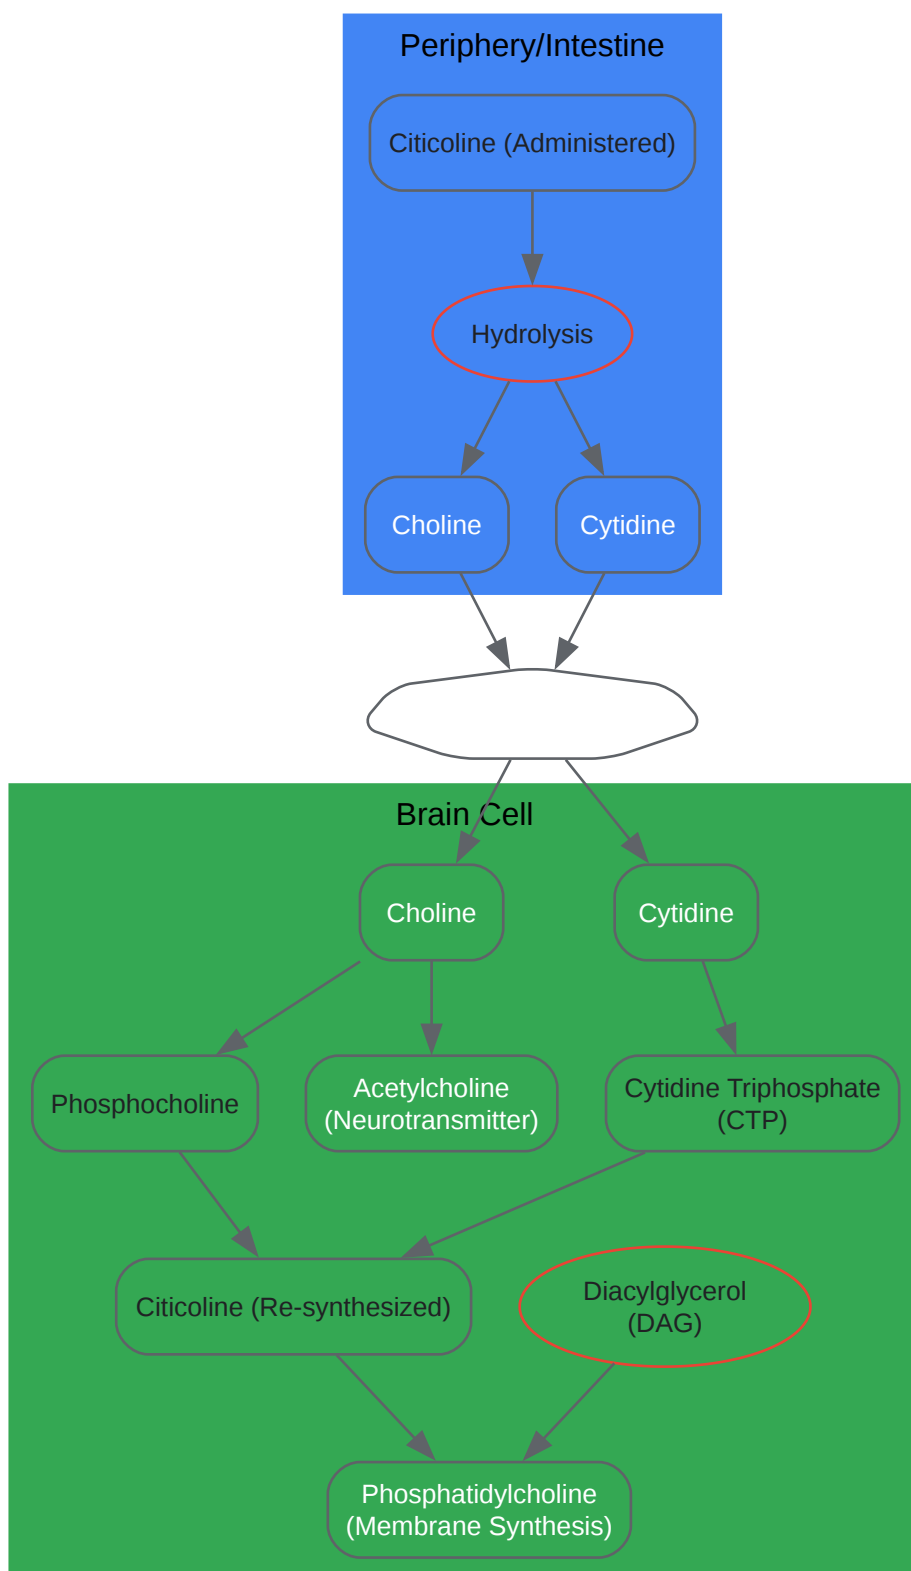 Periphery/Intestine
Citicoline (Administered)
Hydrolysis
Choline
Cytidine
Brain Cell
Choline
Cytidine
Phosphocholine
Acetylcholine
(Neurotransmitter)
Cytidine Triphosphate
(CTP)
Citicoline (Re-synthesized)
Diacylglycerol
(DAG)
Phosphatidylcholine
(Membrane Synthesis)